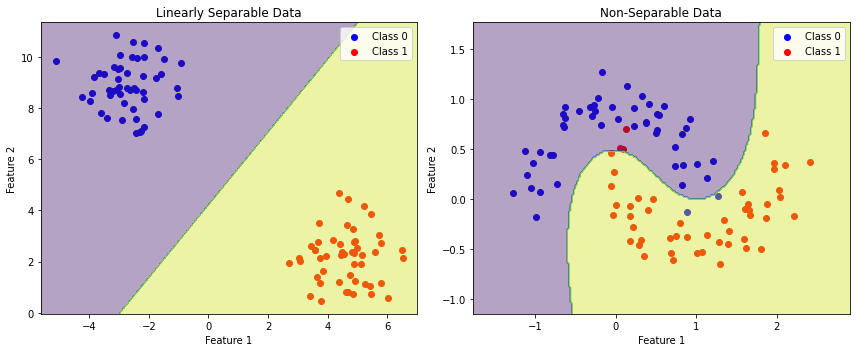 Linearly Separable Data
Class 0
Class 1
10
8
6
4
2
0
Feature 2
−4
−2
0
2
4
6
Feature 1
Non-Separable Data
Class 0
Class 1
1.5
1.0
0.5
0.0
−0.5
−1.0
Feature 2
−1
0
1
2
Feature 1